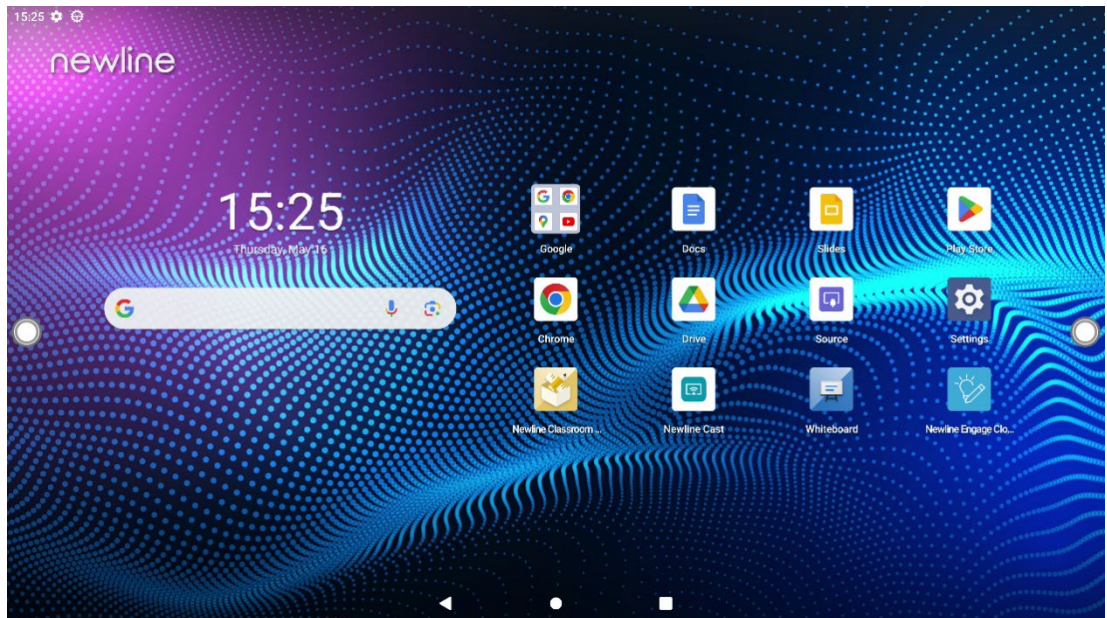 15:25
newline
15:25
Thursday, May 16
Google
Docs
Slides
Play Store
Chrome
Drive
Source
Settings
Newline Classroom ...
Newline Cast
Whiteboard
Newline Engage Clo...